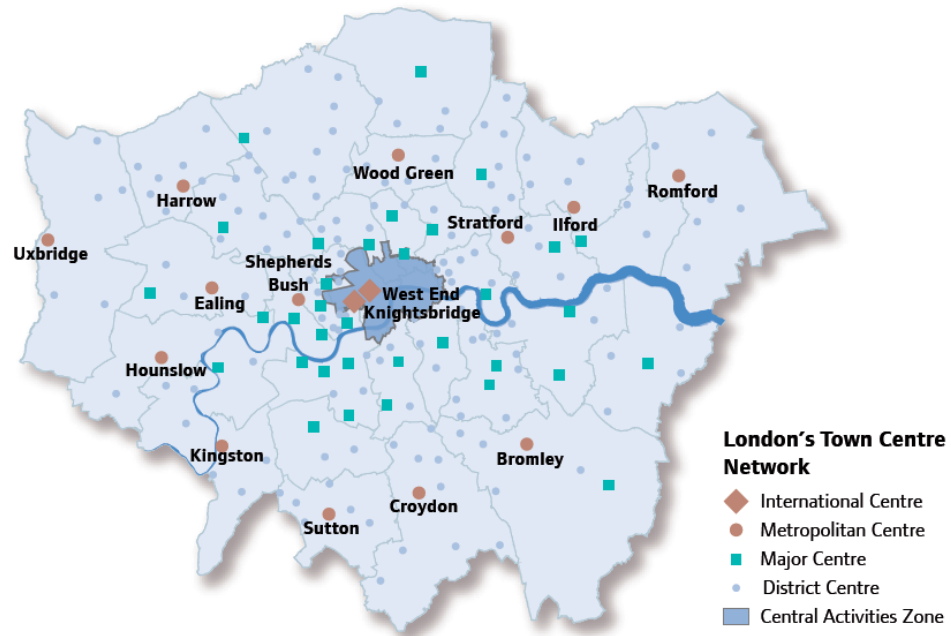 Wood Green
Harrow
Romford
Stratford
Ilford
Uxbridge
Shepherds
Bush
Ealing
West End
Knightsbridge
Hounslow
Kingston
Bromley
Croydon
Sutton
London's Town Centre
Network
International Centre
Metropolitan Centre
Major Centre
District Centre
Central Activities Zone